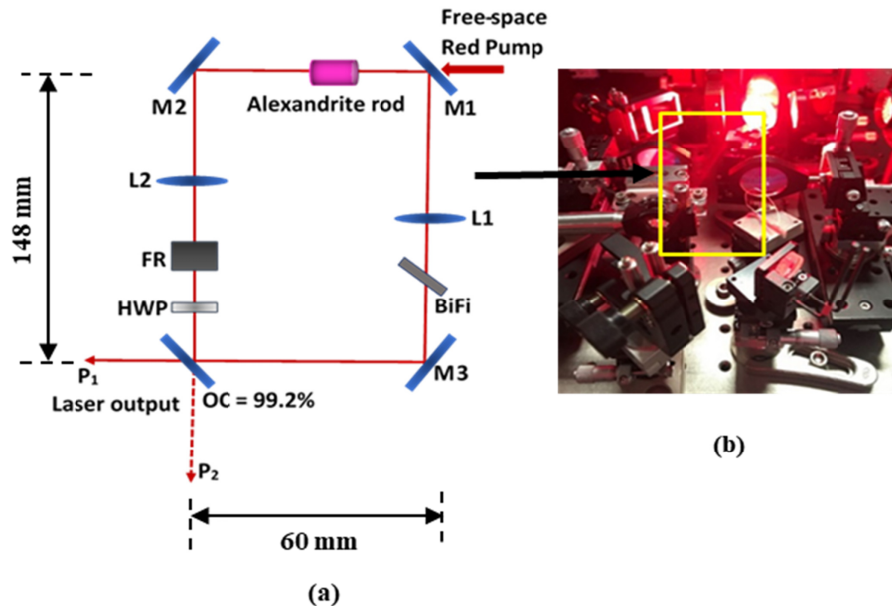 Free-space
Red Pump
M2
M1
Alexandrite rod
148 mm
L2
L1
FR
BiFi
HWP
M3
P₁
Laser output
OC = 99.2%
P₂
60 mm
(a)
(b)